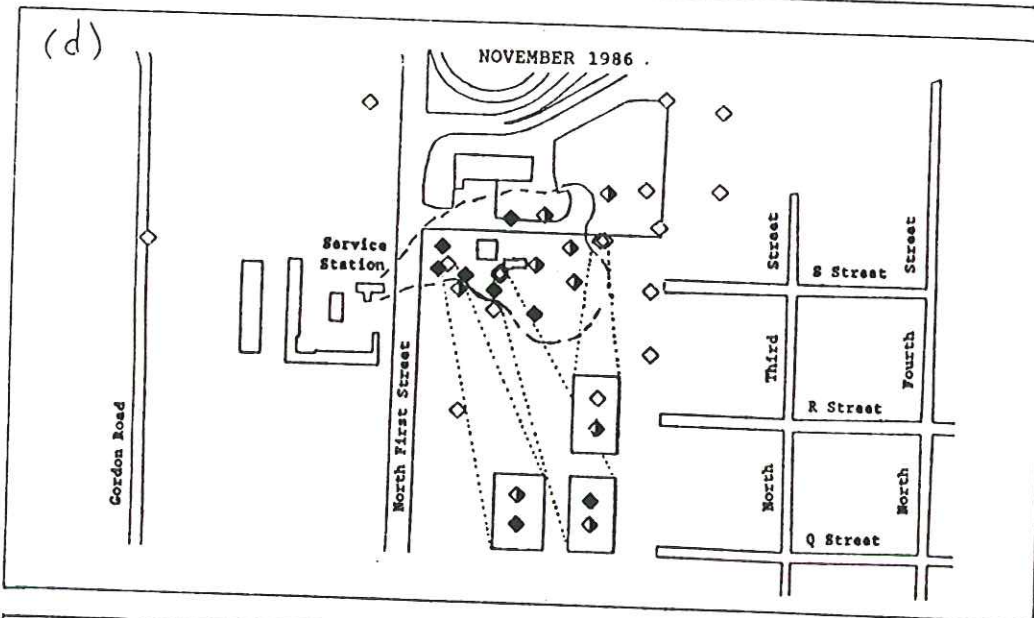 (d)
NOVEMBER 1986.
Service
Station
Gordon Road
North First Street
North Third Street
North Fourth Street
S Street
R Street
Q Street